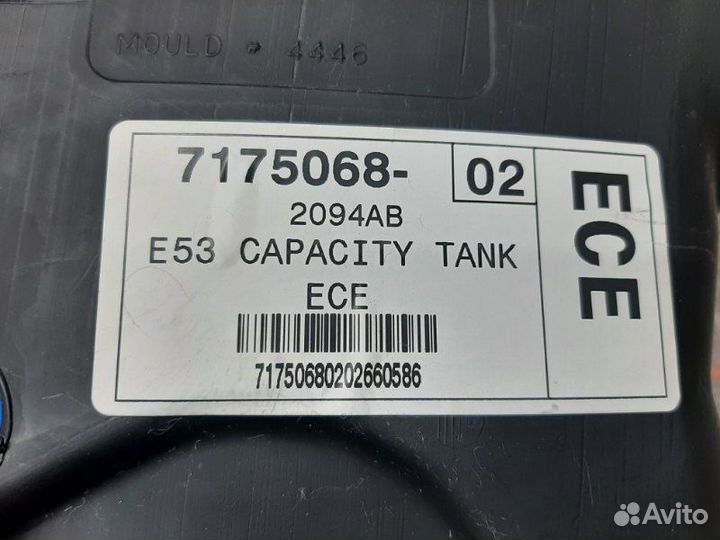 MOULD # 4446
7175068- 02
2094AB
E53 CAPACITY TANK
ECE
71750680202660586
ECE
Avito